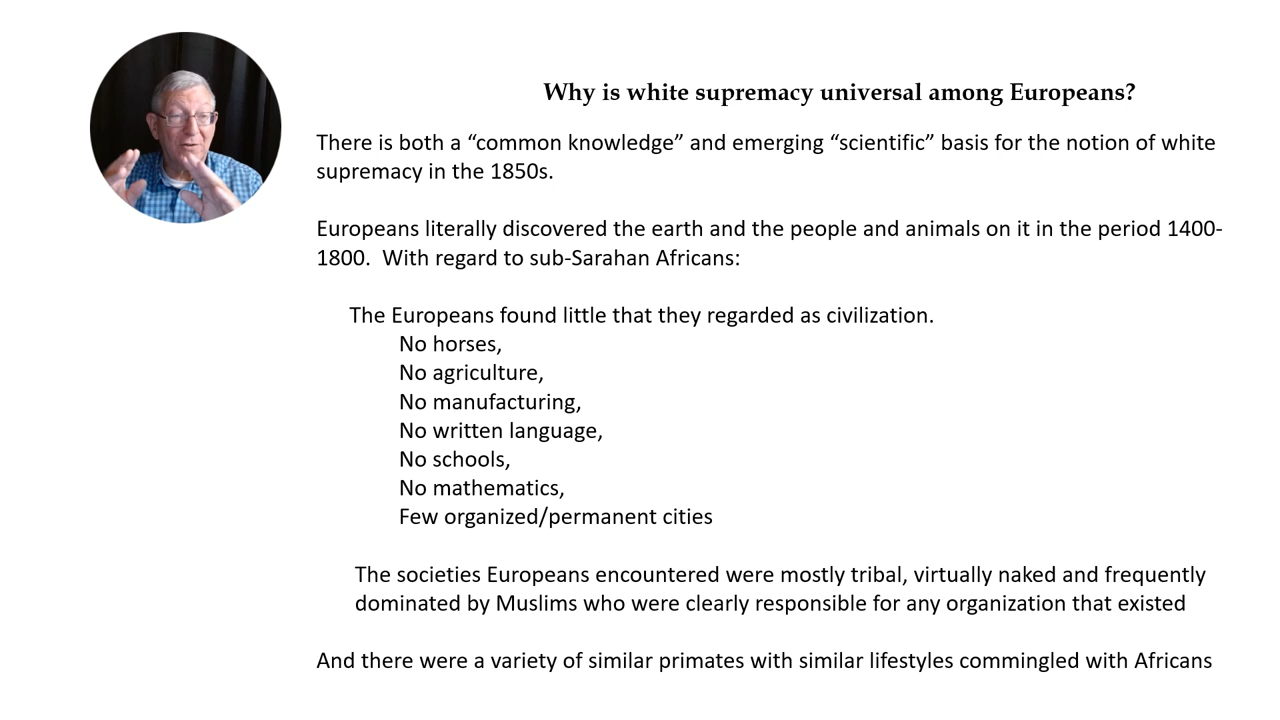 Why is white supremacy universal among Europeans?
There is both a “common knowledge” and emerging “scientific” basis for the notion of white
supremacy in the 1850s.
Europeans literally discovered the earth and the people and animals on it in the period 1400-
1800.  With regard to sub-Sarahan Africans:
The Europeans found little that they regarded as civilization.
No horses,
No agriculture,
No manufacturing,
No written language,
No schools,
No mathematics,
Few organized/permanent cities
The societies Europeans encountered were mostly tribal, virtually naked and frequently
dominated by Muslims who were clearly responsible for any organization that existed
And there were a variety of similar primates with similar lifestyles commingled with Africans